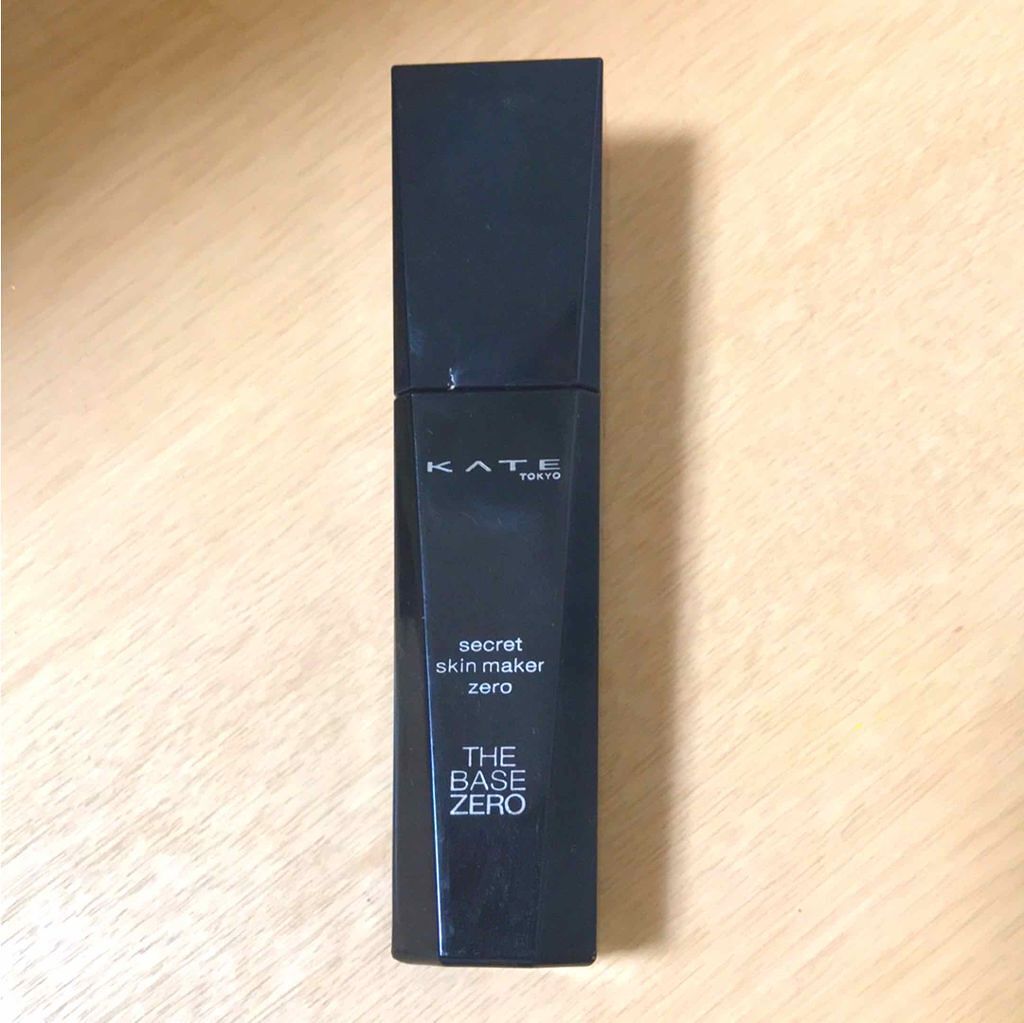 KATE
TOKYO
secret
skin maker
zero
THE
BASE
ZERO